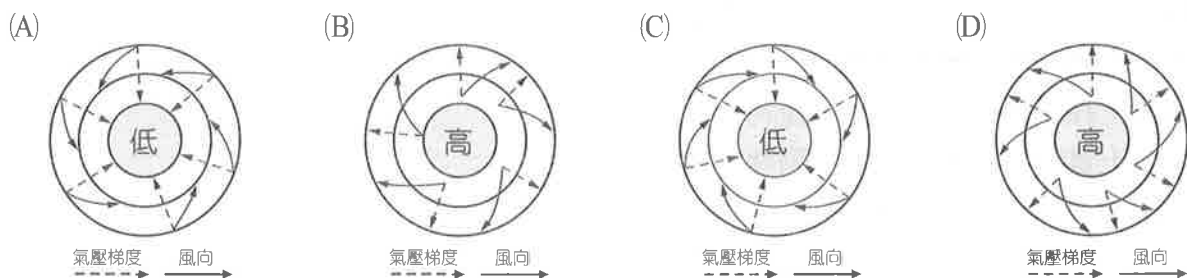 (A) (B) (C) (D)
低 高 低 高
氣壓梯度 風向 氣壓梯度 風向 氣壓梯度 風向 氣壓梯度 風向